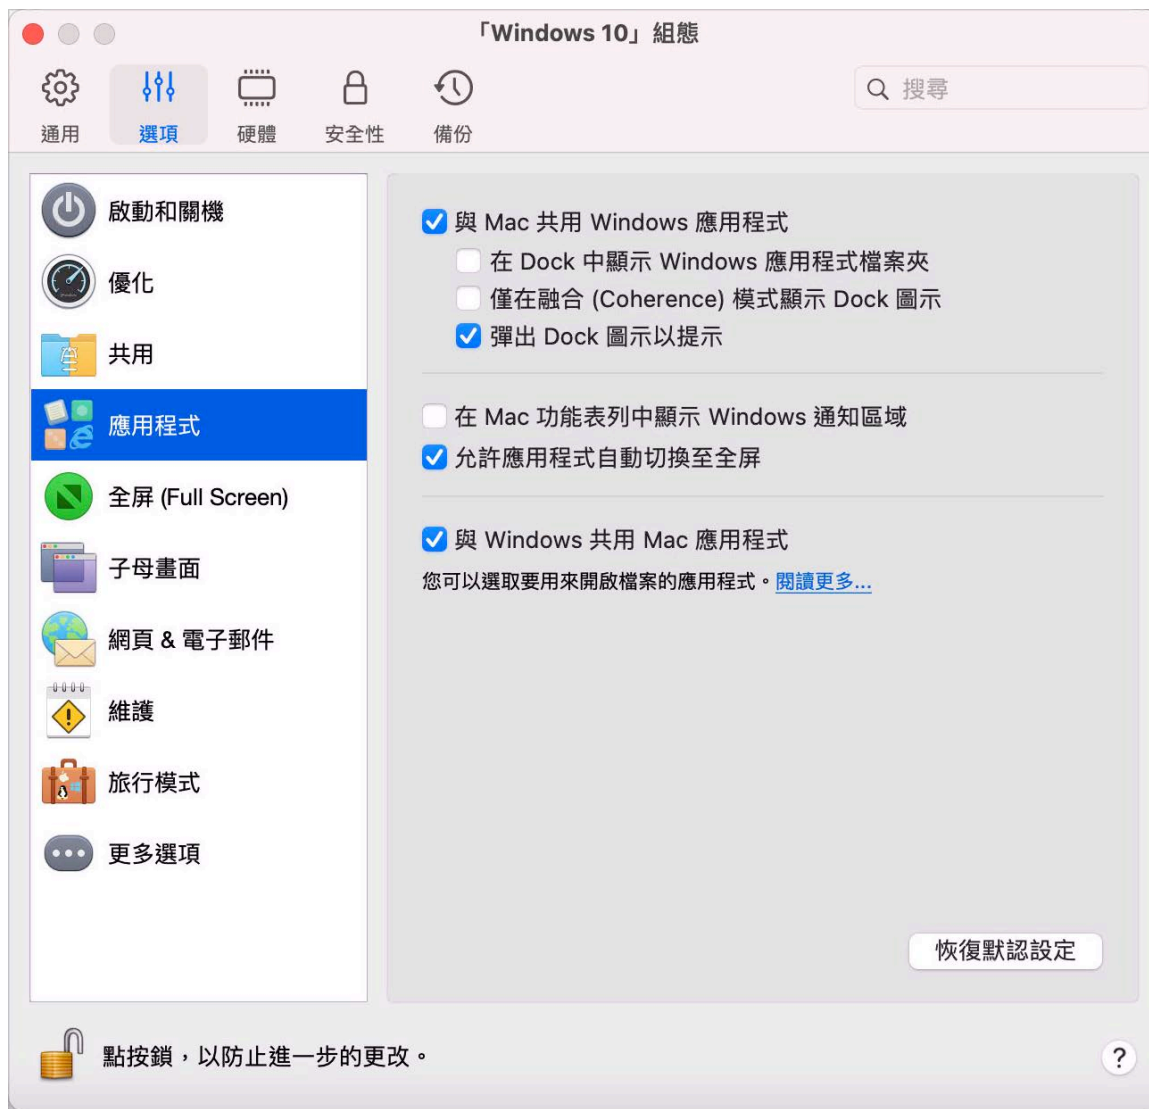 「Windows 10」組態
通用
選項
硬體
安全性
備份
搜尋
啟動和關機
優化
共用
應用程式
全屏 (Full Screen)
子母畫面
網頁 & 電子郵件
維護
旅行模式
更多選項
與 Mac 共用 Windows 應用程式
在 Dock 中顯示 Windows 應用程式檔案夾
僅在融合 (Coherence) 模式顯示 Dock 圖示
彈出 Dock 圖示以提示
在 Mac 功能表列中顯示 Windows 通知區域
允許應用程式自動切換至全屏
與 Windows 共用 Mac 應用程式
您可以選取要用來開啟檔案的應用程式。閱讀更多...
恢復默認設定
點按鎖，以防止進一步的更改。
?